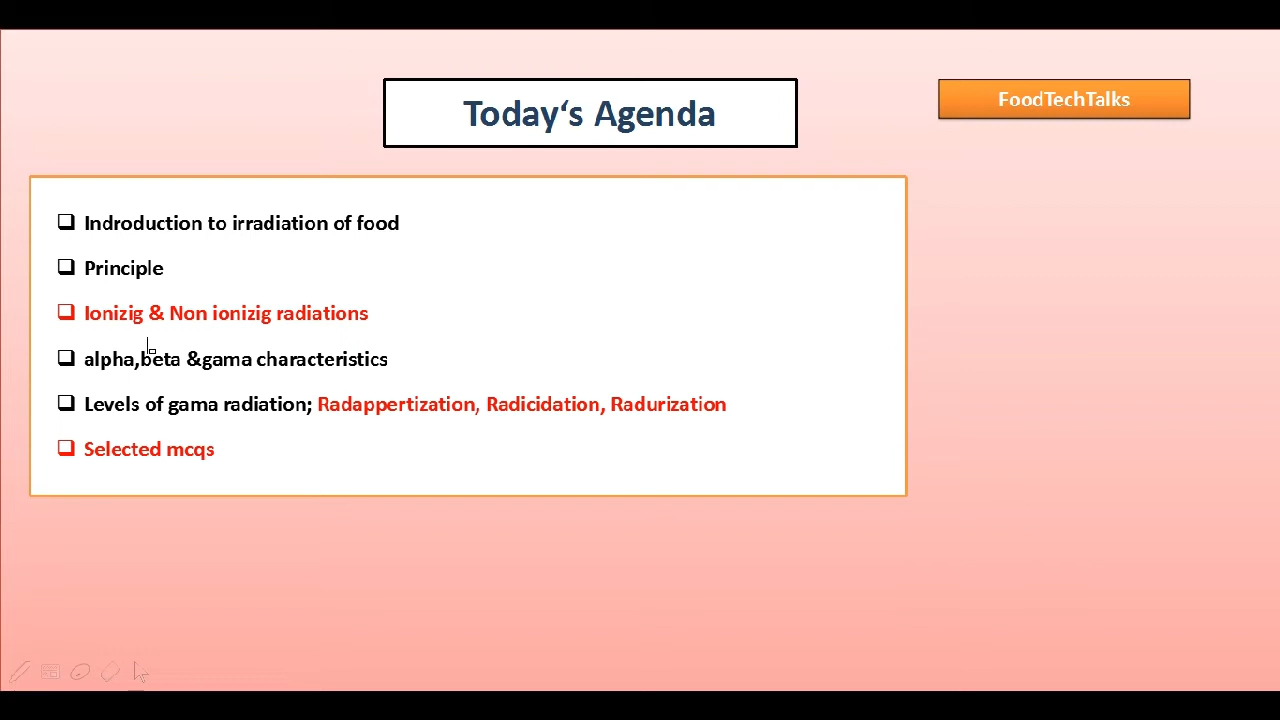 Today‘s Agenda
FoodTechTalks
Indroduction to irradiation of food
Principle
Ionizig & Non ionizig radiations
alpha,beta &gama characteristics
Levels of gama radiation; Radappertization, Radicidation, Radurization
Selected mcqs